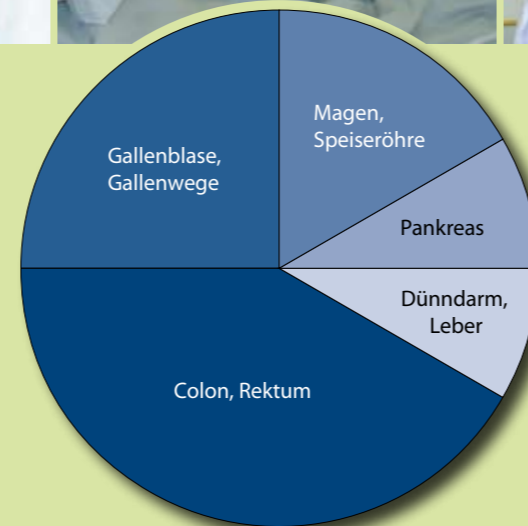 Magen,
Speiseröhre
Gallenblase,
Gallenwege
Pankreas
Dünndarm,
Leber
Colon, Rektum